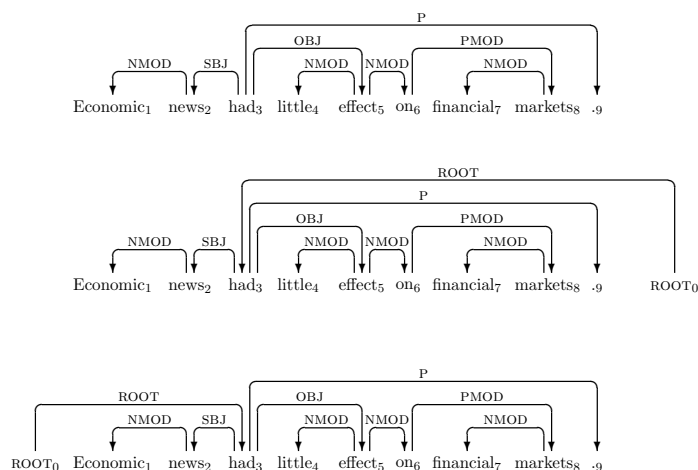 P
OBJ PMOD
NMOD SBJ NMOD NMOD NMOD
Economic₁ news₂ had₃ little₄ effect₅ on₆ financial₇ markets₈ .₉
ROOT
P
OBJ PMOD
NMOD SBJ NMOD NMOD NMOD
Economic₁ news₂ had₃ little₄ effect₅ on₆ financial₇ markets₈ .₉ ROOT₀
P
ROOT OBJ PMOD
NMOD SBJ NMOD NMOD NMOD
ROOT₀ Economic₁ news₂ had₃ little₄ effect₅ on₆ financial₇ markets₈ .₉